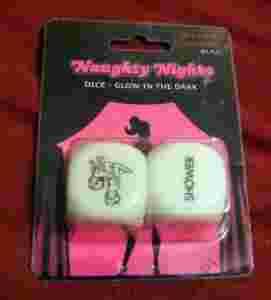 Naughty Nights
DICE - GLOW IN THE DARK
SHOWER